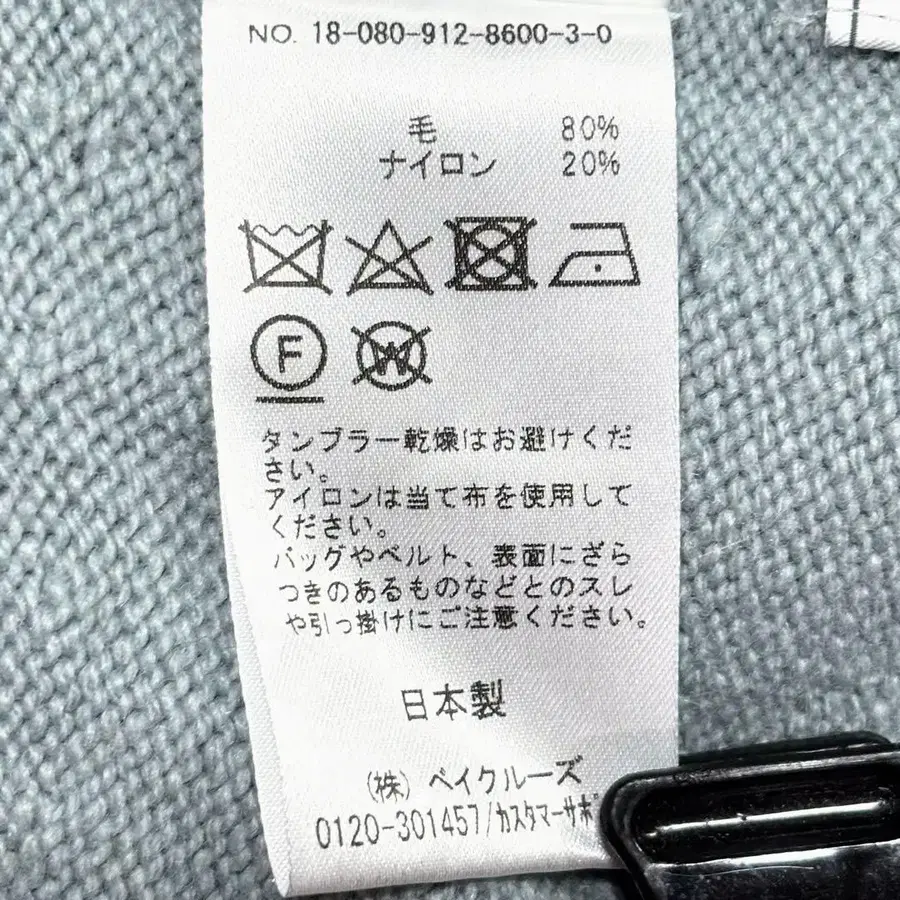 NO. 18-080-912-8600-3-0
毛 80%
ナイロン 20%
F
W
タンブラー乾燥はお避けくだ
さい。
アイロンは当て布を使用して
ください。
バッグやベルト、表面にざら
つきのあるものなどとのスレ
や引っ掛けにご注意ください。
日本製
(株) ベイクルーズ
0120-301457/カスタマーサポ